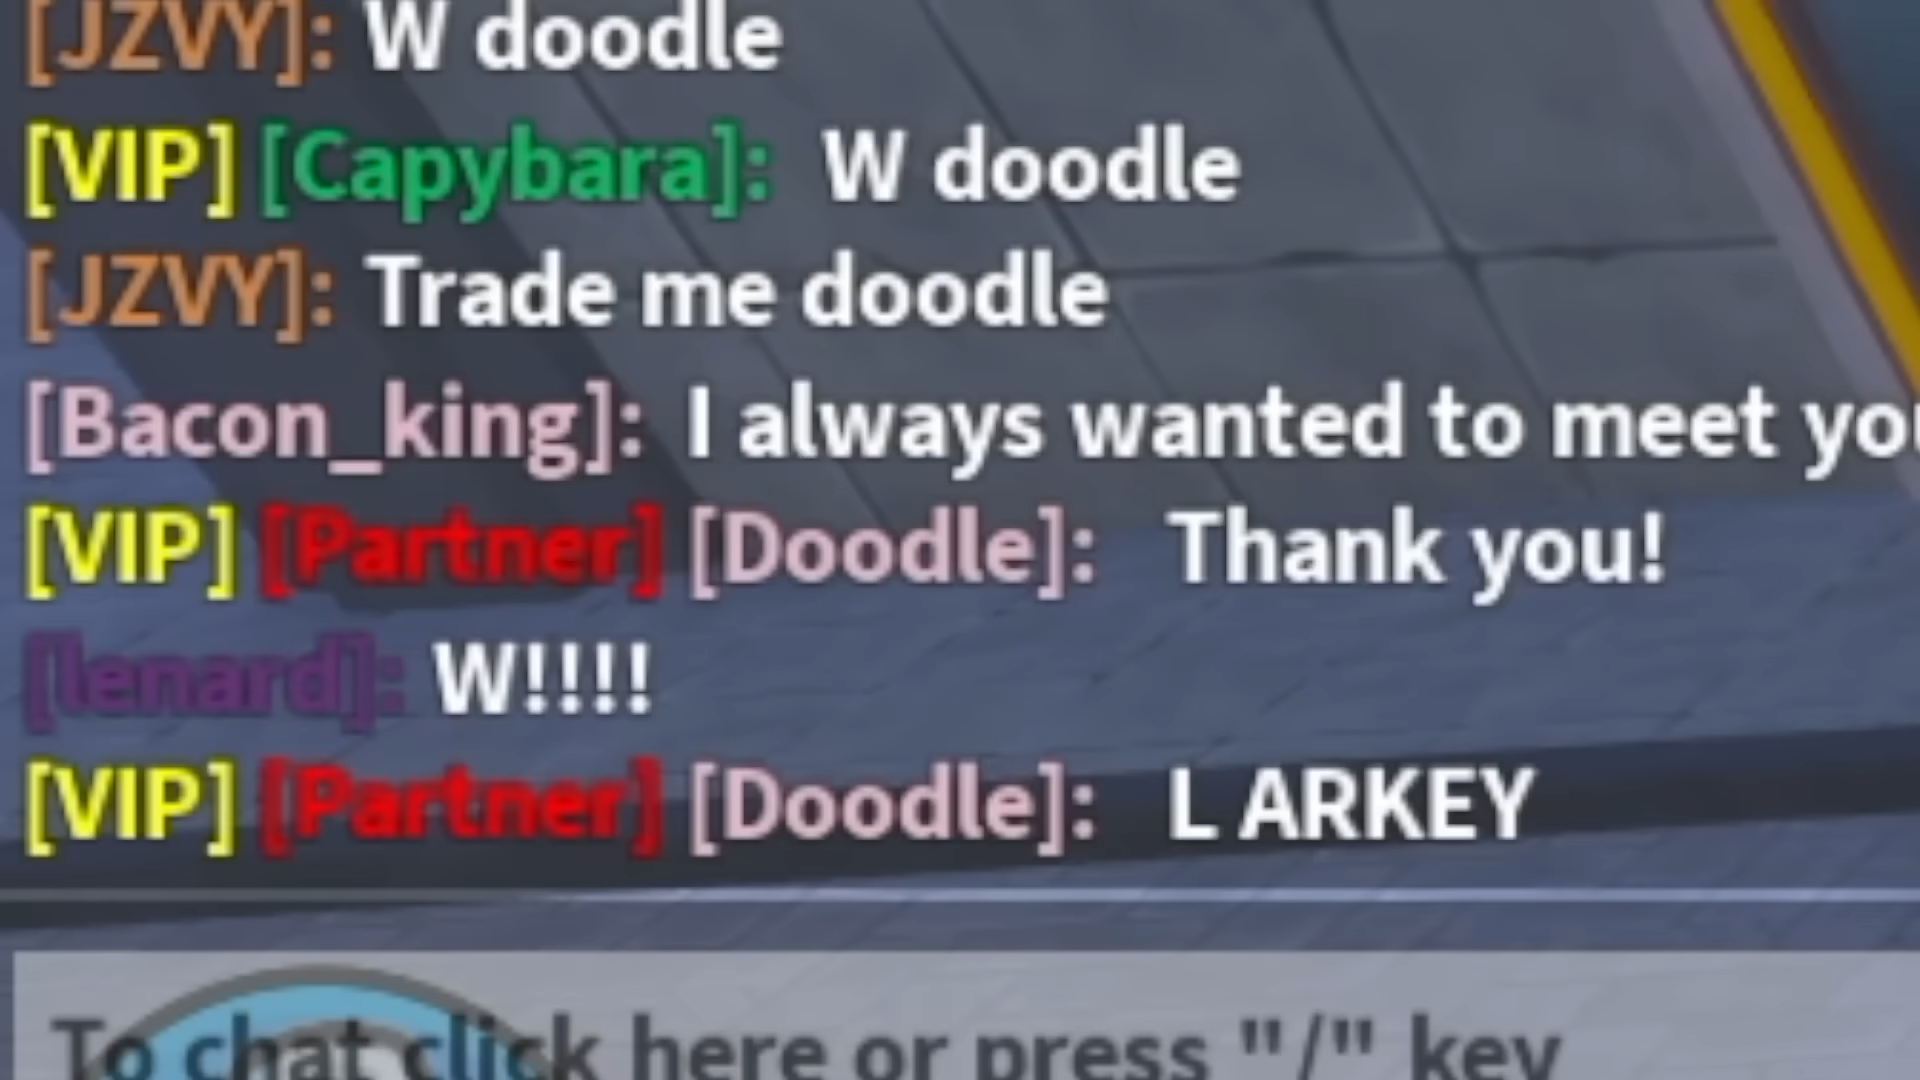 [JZVY]: W doodle
[VIP] [Capybara]: W doodle
[JZVY]: Trade me doodle
[Bacon_king]: I always wanted to meet you
[VIP] [Partner] [Doodle]: Thank you!
[lenard]: W!!!!
[VIP] [Partner] [Doodle]: L ARKEY
To chat click here or press "/" key